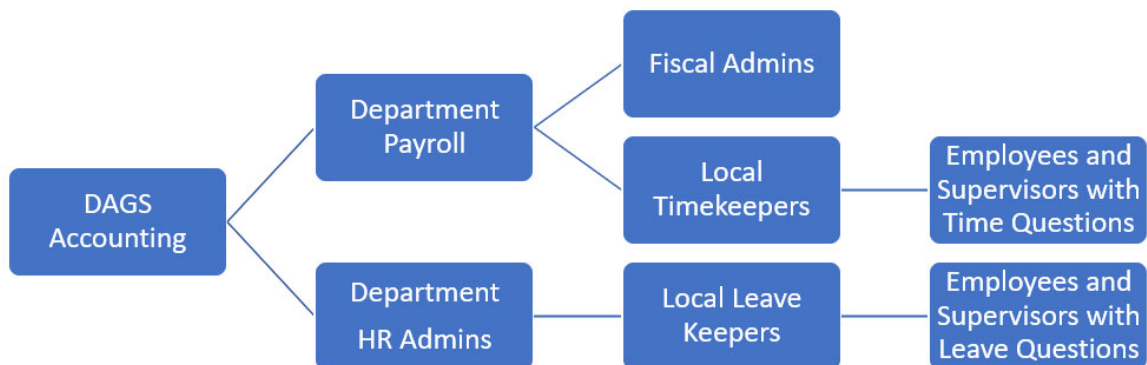 DAGS
Accounting
Department
Payroll
Fiscal Admins
Local
Timekeepers
Employees and
Supervisors with
Time Questions
Department
HR Admins
Local Leave
Keepers
Employees and
Supervisors with
Leave Questions